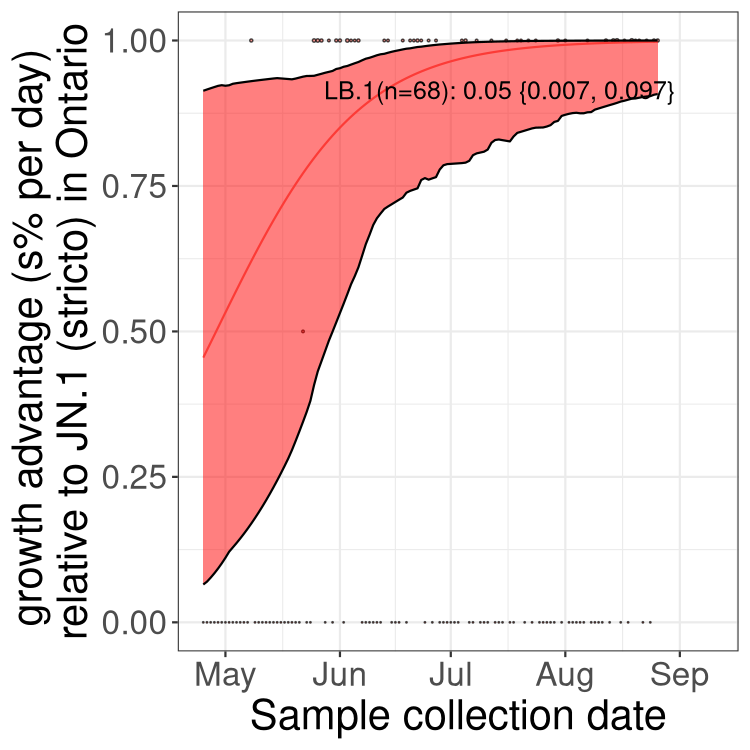 growth advantage (s% per day)
relative to JN.1 (stricto) in Ontario
1.00
0.75
0.50
0.25
0.00
LB.1(n=68): 0.05 {0.007, 0.097}
May Jun Jul Aug Sep
Sample collection date